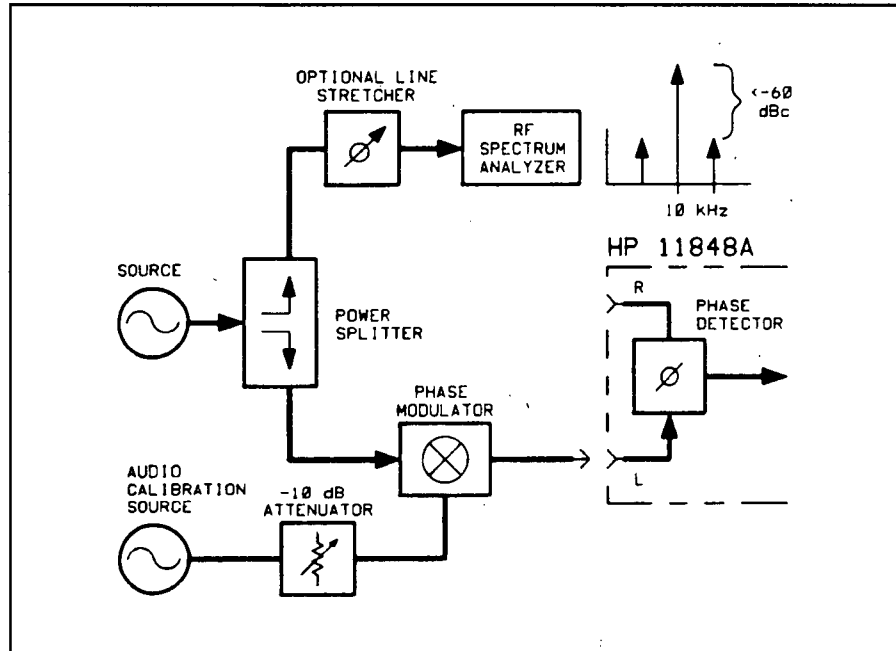 OPTIONAL LINE
STRETCHER
RF
SPECTRUM
ANALYZER
<-60
dBc
10 kHz
HP 11848A
SOURCE
POWER
SPLITTER
R
PHASE
DETECTOR
PHASE
MODULATOR
L
AUDIO
CALIBRATION
SOURCE
-10 dB
ATTENUATOR